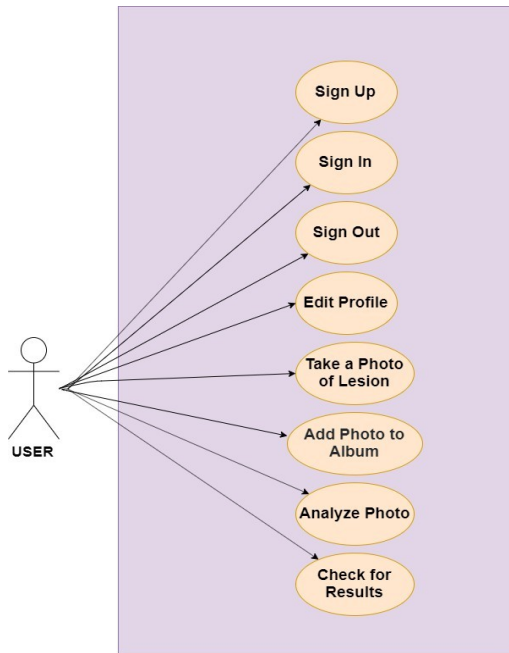 Sign Up
Sign In
Sign Out
Edit Profile
Take a Photo
of Lesion
Add Photo to
Album
USER
Analyze Photo
Check for
Results